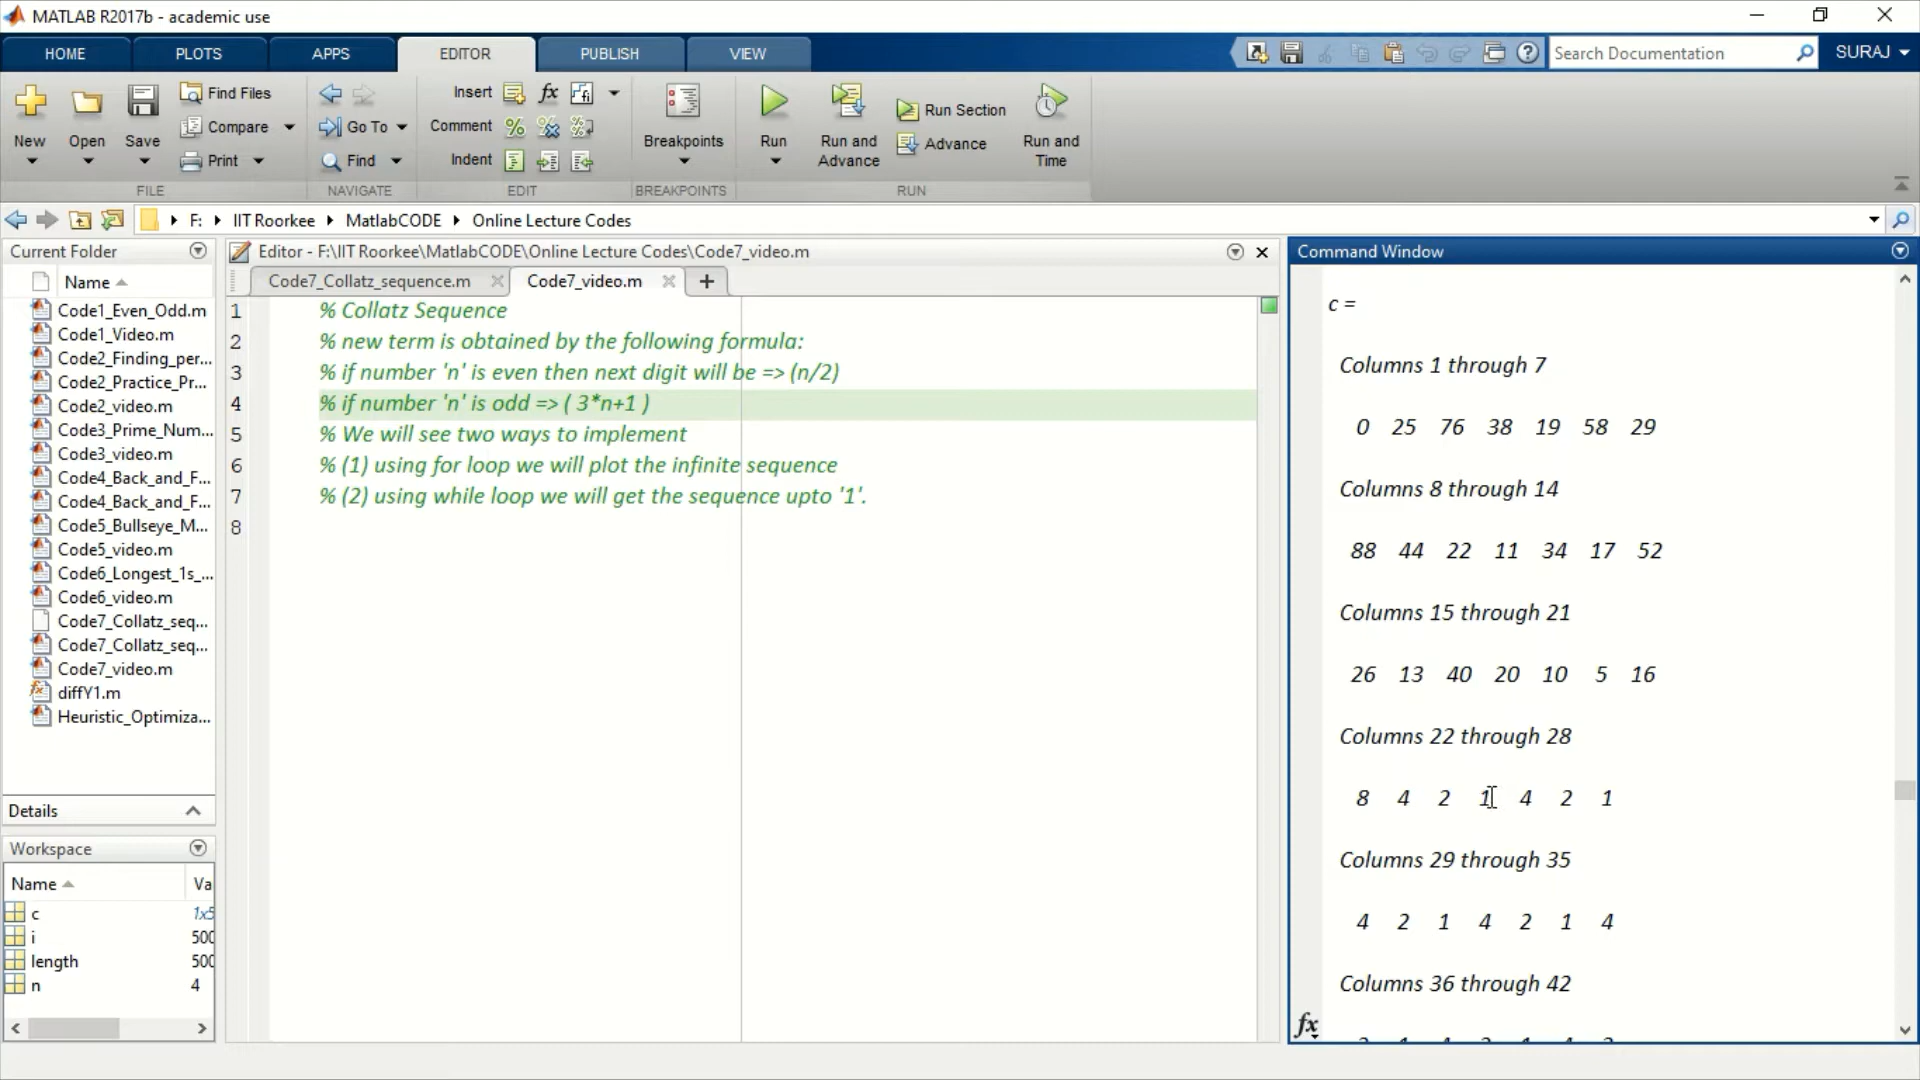 MATLAB R2017b - academic use
HOME PLOTS APPS EDITOR PUBLISH VIEW Search Documentation SURAJ
New Open Save Find Files Compare Print
Go To Find
Insert fx Comment Indent
Breakpoints Run Run and Advance Run Section Advance Run and Time
FILE NAVIGATE EDIT BREAKPOINTS RUN
F: IIT Roorkee MatlabCODE Online Lecture Codes
Current Folder
Name
Code1_Even_Odd.m
Code1_Video.m
Code2_Finding_per...
Code2_Practice_Pr...
Code2_video.m
Code3_Prime_Num...
Code3_video.m
Code4_Back_and_F...
Code4_Back_and_F...
Code5_Bullseye_M...
Code5_video.m
Code6_Longest_1s_...
Code6_video.m
Code7_Collatz_seq...
Code7_Collatz_seq...
Code7_video.m
diffY1.m
Heuristic_Optimiza...
Details
Workspace
Name Va
c 1x5
i 500
length 500
n 4
Editor - F:\IIT Roorkee\MatlabCODE\Online Lecture Codes\Code7_video.m
Code7_Collatz_sequence.m Code7_video.m
1 % Collatz Sequence
2 % new term is obtained by the following formula:
3 % if number 'n' is even then next digit will be => (n/2)
4 % if number 'n' is odd => ( 3*n+1 )
5 % We will see two ways to implement
6 % (1) using for loop we will plot the infinite sequence
7 % (2) using while loop we will get the sequence upto '1'.
8
Command Window
c =
Columns 1 through 7
0 25 76 38 19 58 29
Columns 8 through 14
88 44 22 11 34 17 52
Columns 15 through 21
26 13 40 20 10 5 16
Columns 22 through 28
8 4 2 1 4 2 1
Columns 29 through 35
4 2 1 4 2 1 4
Columns 36 through 42
fx